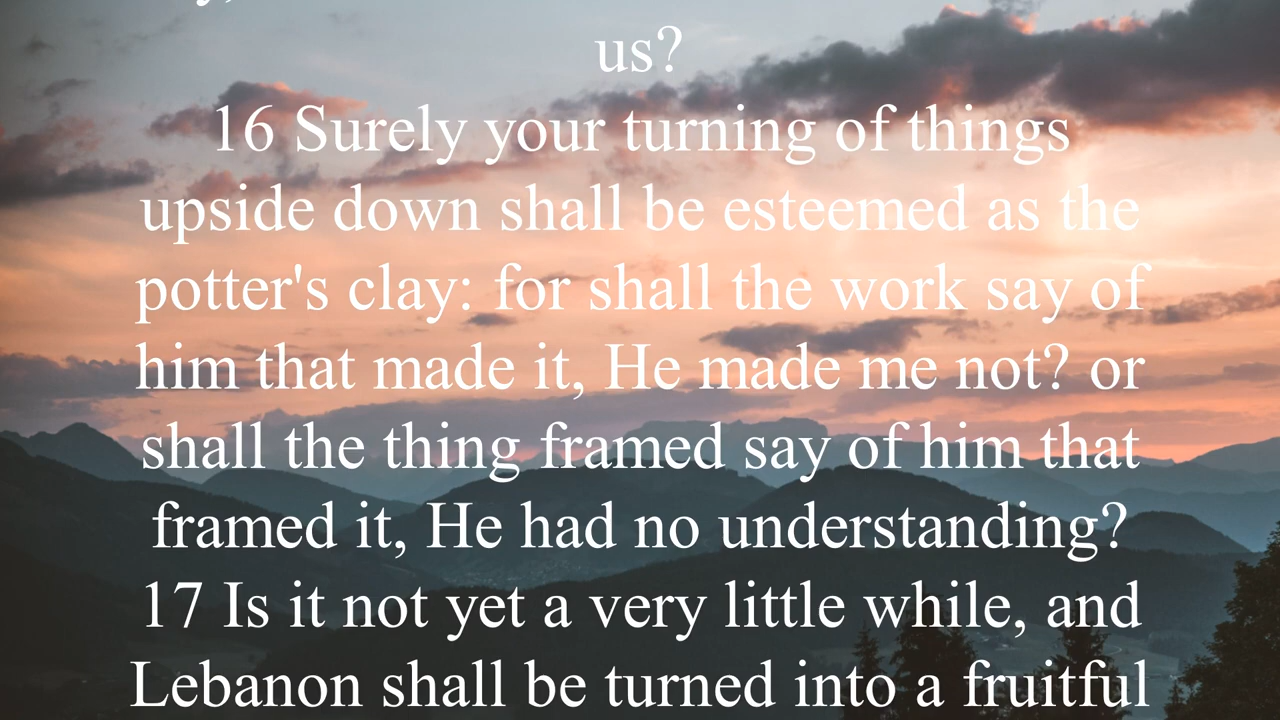 us?
16 Surely your turning of things
upside down shall be esteemed as the
potter's clay: for shall the work say of
him that made it, He made me not? or
shall the thing framed say of him that
framed it, He had no understanding?
17 Is it not yet a very little while, and
Lebanon shall be turned into a fruitful